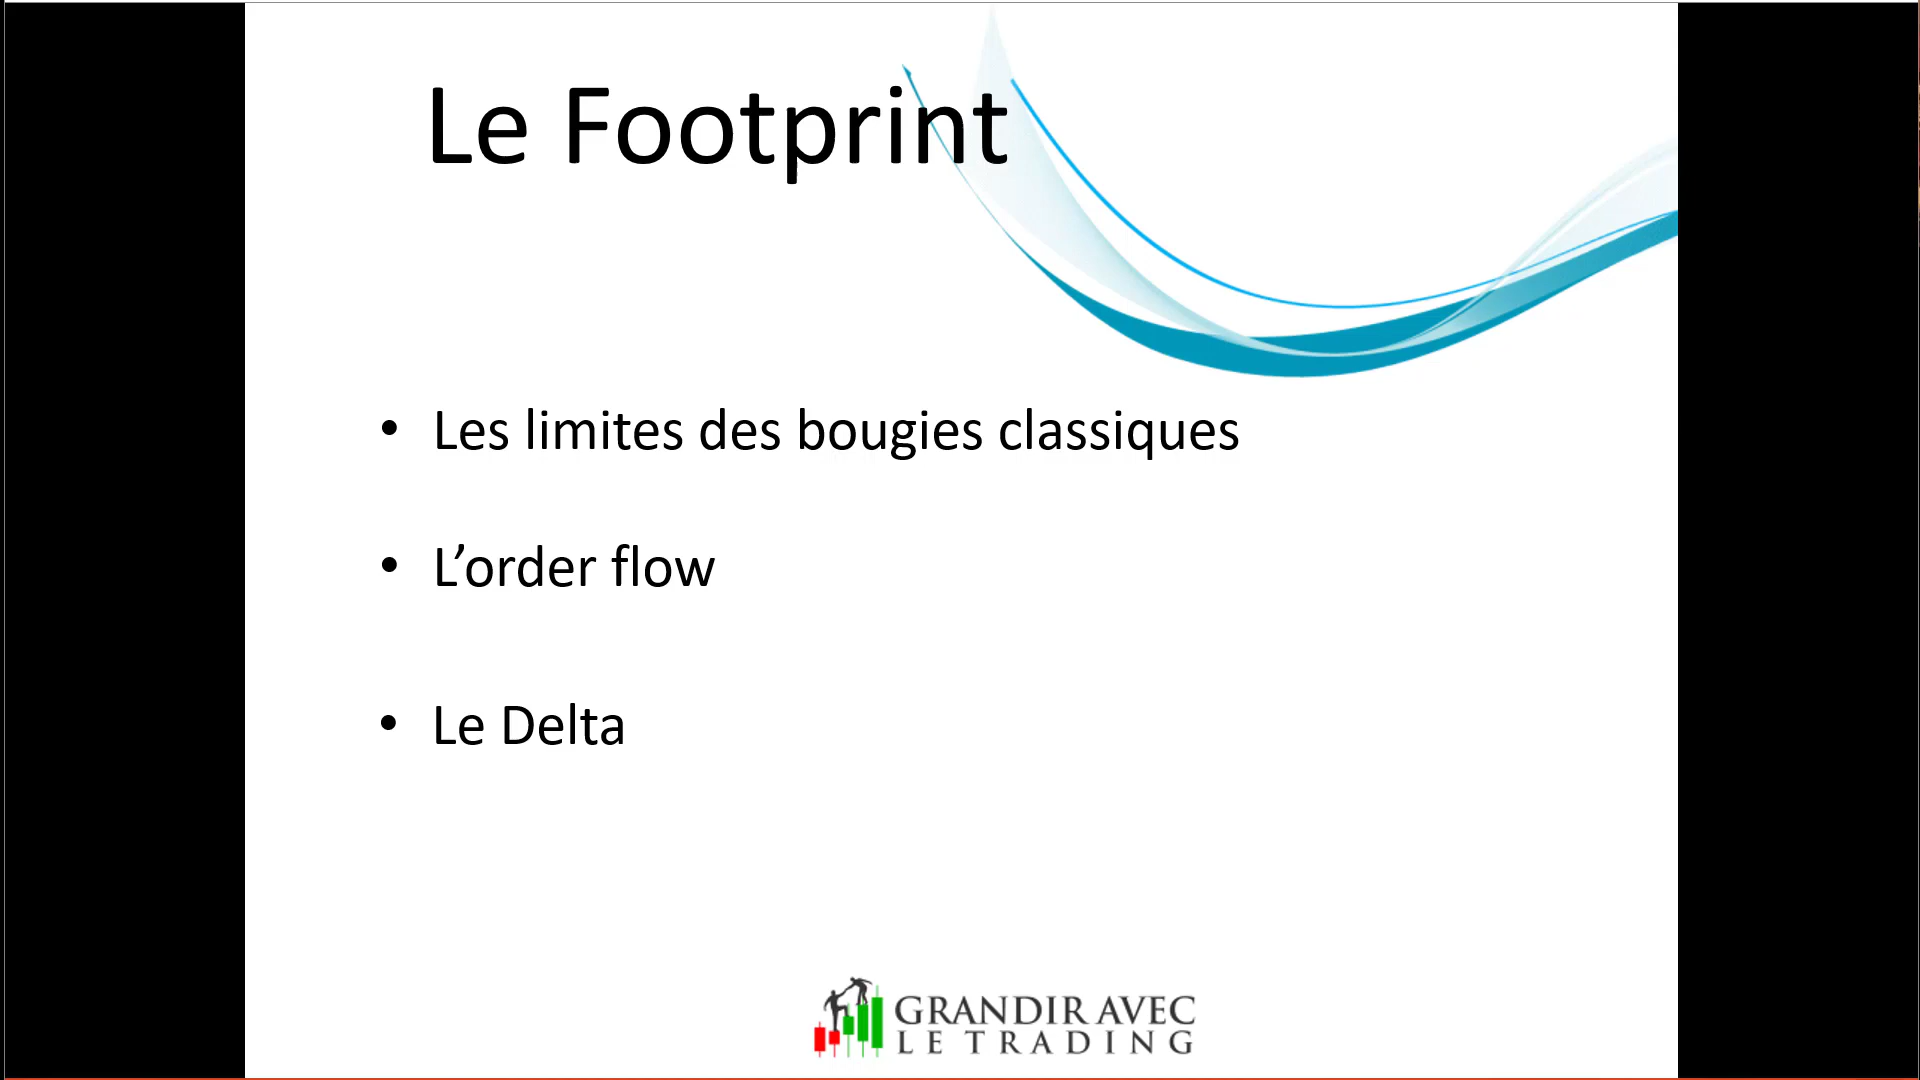 Le Footprint
• Les limites des bougies classiques
• L’order flow
• Le Delta
GRANDIR AVEC
LE TRADING